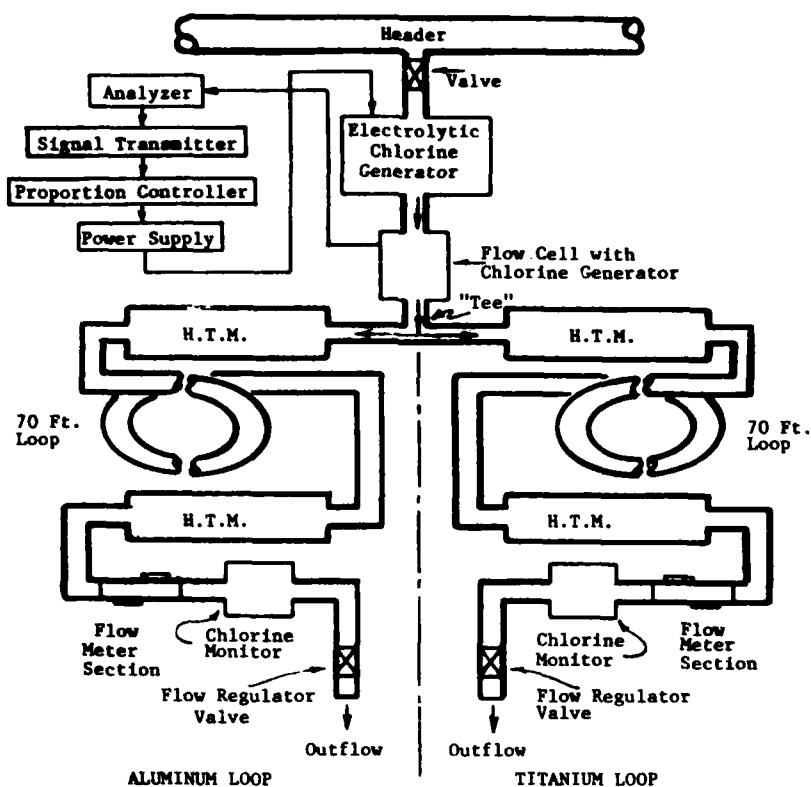 Header
Valve
Analyzer
Electrolytic
Chlorine
Generator
Signal Transmitter
Proportion Controller
Power Supply
Flow Cell with
Chlorine Generator
"Tee"
H.T.M.
H.T.M.
70 Ft.
Loop
70 Ft.
Loop
H.T.M.
H.T.M.
Flow
Meter
Section
Chlorine
Monitor
Chlorine
Monitor
Flow
Meter
Section
Flow Regulator
Valve
Flow Regulator
Valve
Outflow
Outflow
ALUMINUM LOOP
TITANIUM LOOP